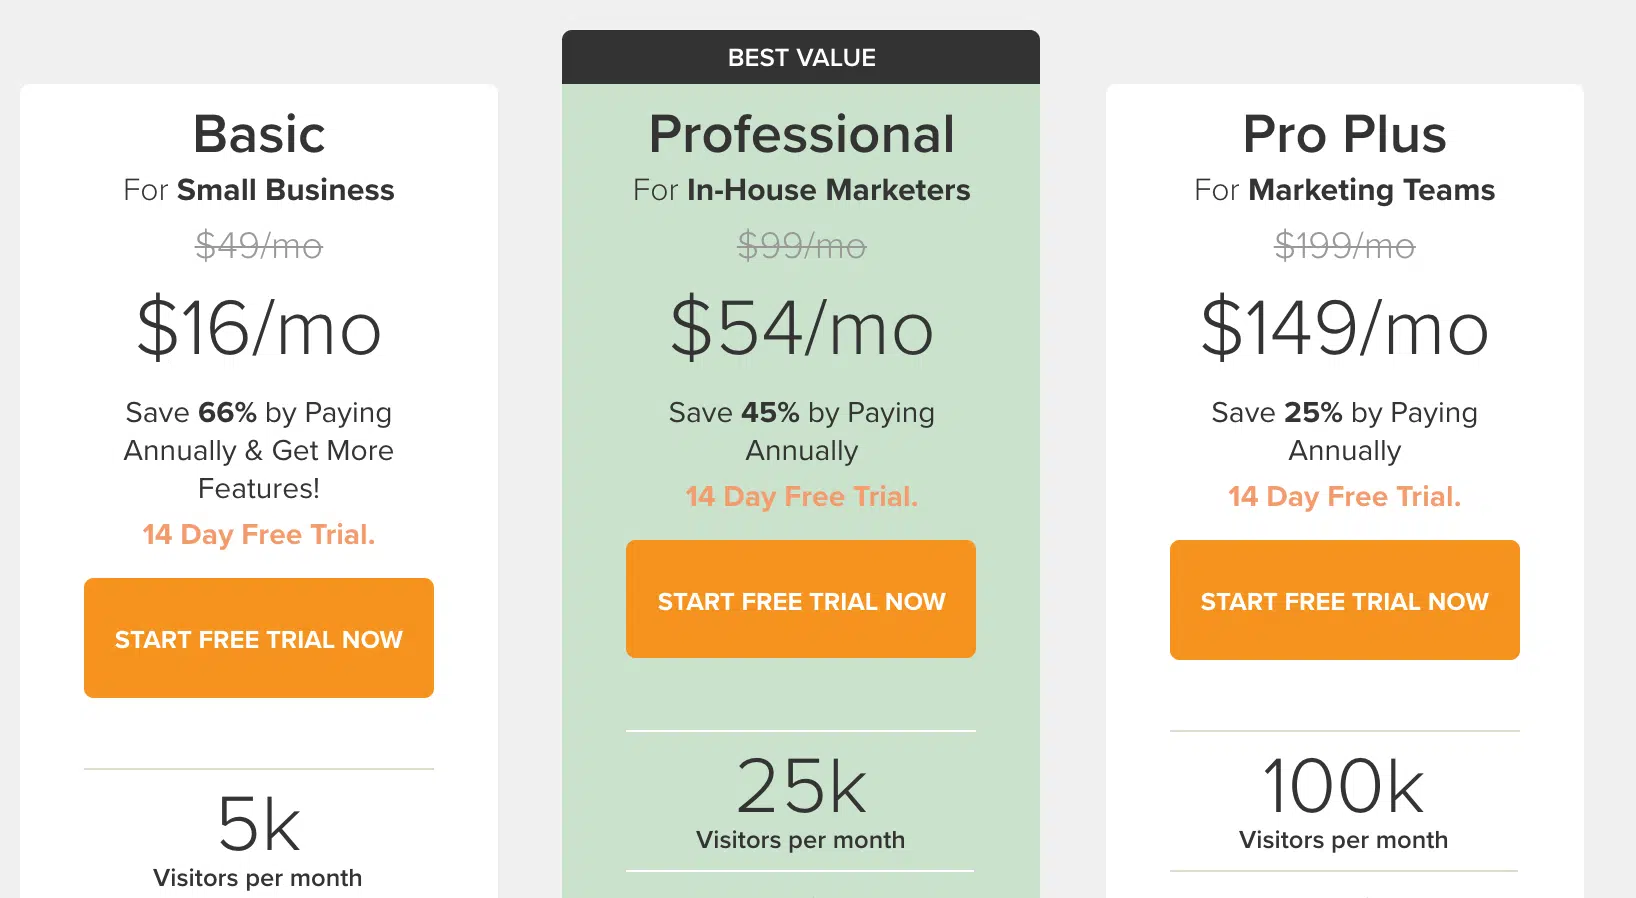 Basic
For Small Business
$49/mo
$16/mo
Save 66% by Paying
Annually & Get More
Features!
14 Day Free Trial.
START FREE TRIAL NOW
5k
Visitors per month
BEST VALUE
Professional
For In-House Marketers
$99/mo
$54/mo
Save 45% by Paying
Annually
14 Day Free Trial.
START FREE TRIAL NOW
25k
Visitors per month
Pro Plus
For Marketing Teams
$199/mo
$149/mo
Save 25% by Paying
Annually
14 Day Free Trial.
START FREE TRIAL NOW
100k
Visitors per month